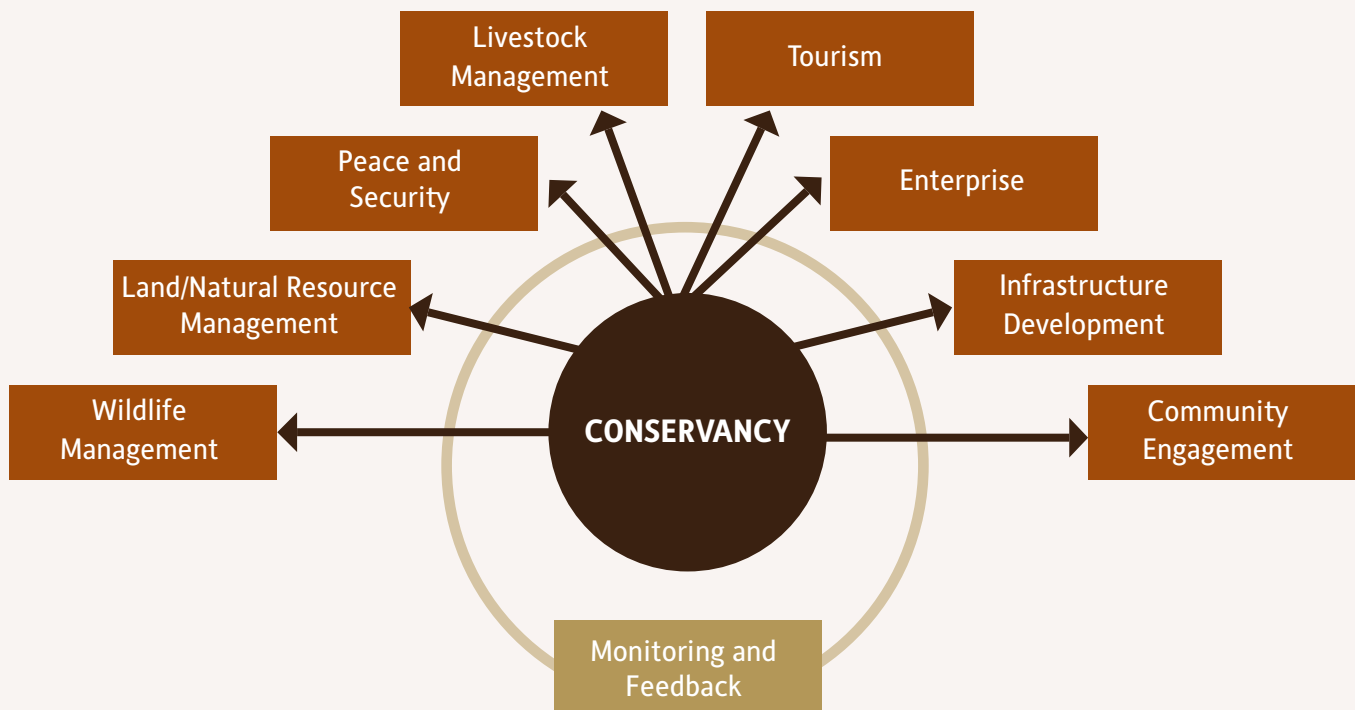 Livestock
Management
Tourism
Peace and
Security
Enterprise
Land/Natural Resource
Management
Infrastructure
Development
Wildlife
Management
CONSERVANCY
Community
Engagement
Monitoring and
Feedback